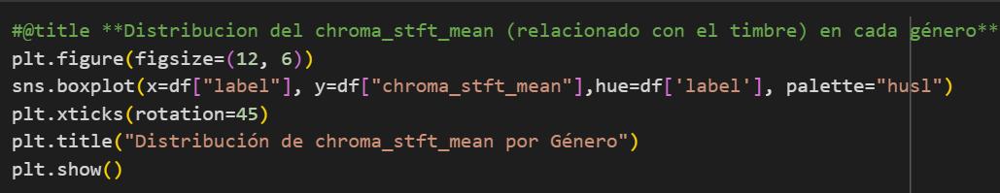 #@title **Distribucion del chroma_stft_mean (relacionado con el timbre) en cada género**
plt.figure(figsize=(12, 6))
sns.boxplot(x=df["label"], y=df["chroma_stft_mean"],hue=df['label'], palette="husl")
plt.xticks(rotation=45)
plt.title("Distribución de chroma_stft_mean por Género")
plt.show()